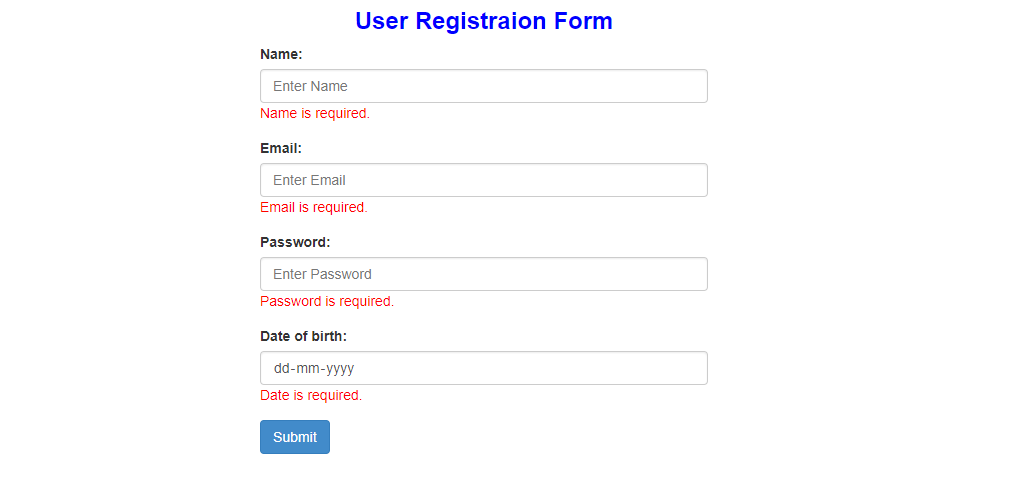 User Registraion Form
Name:
Enter Name
Name is required.
Email:
Enter Email
Email is required.
Password:
Enter Password
Password is required.
Date of birth:
dd-mm-yyyy
Date is required.
Submit